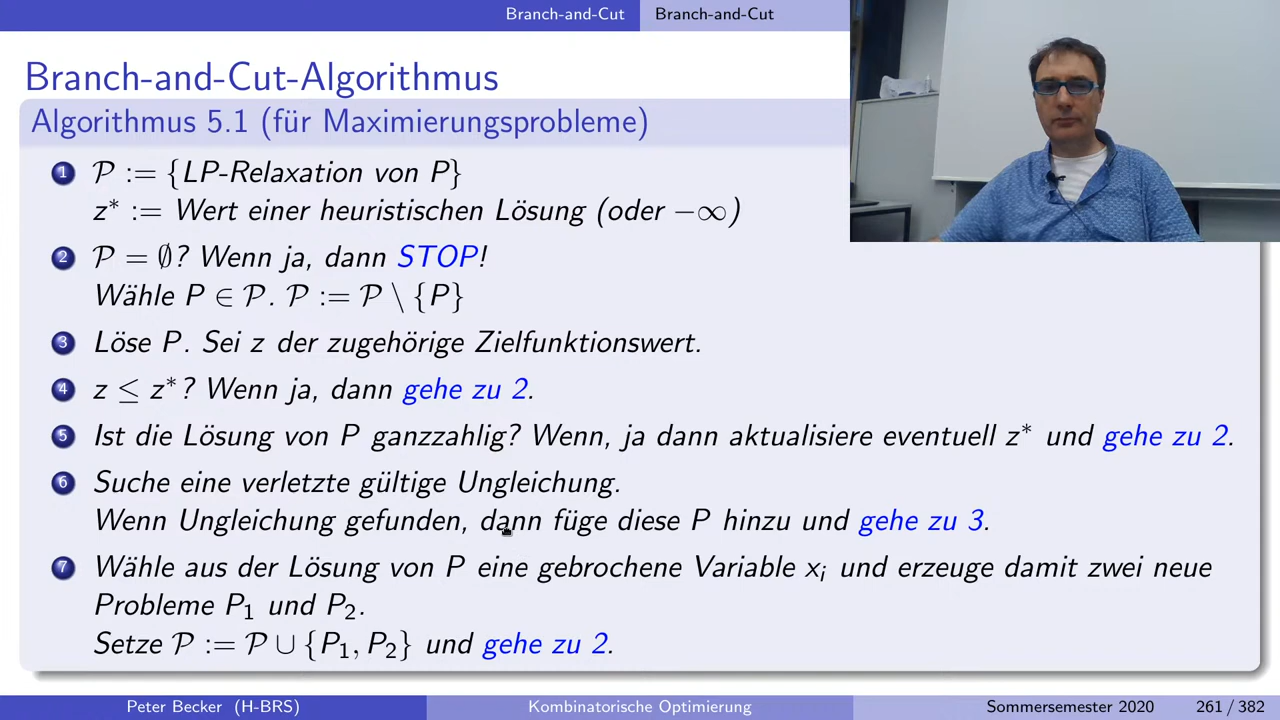 Branch-and-Cut Branch-and-Cut
Branch-and-Cut-Algorithmus
Algorithmus 5.1 (für Maximierungsprobleme)
1 𝒫 := {LP-Relaxation von P}
z* := Wert einer heuristischen Lösung (oder −∞)
2 𝒫 = ∅? Wenn ja, dann STOP!
Wähle P ∈ 𝒫. 𝒫 := 𝒫 \ {P}
3 Löse P. Sei z der zugehörige Zielfunktionswert.
4 z ≤ z*? Wenn ja, dann gehe zu 2.
5 Ist die Lösung von P ganzzahlig? Wenn, ja dann aktualisiere eventuell z* und gehe zu 2.
6 Suche eine verletzte gültige Ungleichung.
Wenn Ungleichung gefunden, dann füge diese P hinzu und gehe zu 3.
7 Wähle aus der Lösung von P eine gebrochene Variable xᵢ und erzeuge damit zwei neue
Probleme P₁ und P₂.
Setze 𝒫 := 𝒫 ∪ {P₁, P₂} und gehe zu 2.
Peter Becker (H-BRS) Kombinatorische Optimierung Sommersemester 2020 261 / 382